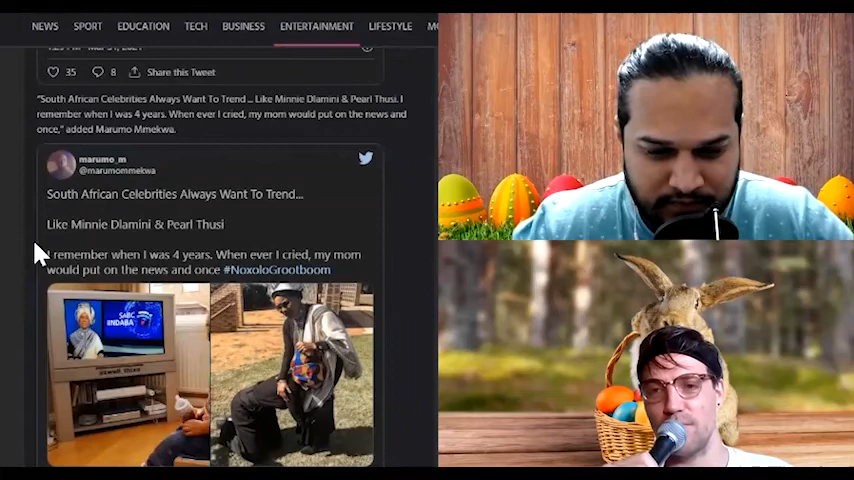 NEWS SPORT EDUCATION TECH BUSINESS ENTERTAINMENT LIFESTYLE
35 8 Share this Tweet
"South African Celebrities Always Want To Trend... Like Minnie Dlamini & Pearl Thusi. I
remember when I was 4 years. When ever I cried, my mom would put on the news and
once," added Marumo Mmekwa.
marumo_m
@marumommekwa
South African Celebrities Always Want To Trend...
Like Minnie Dlamini & Pearl Thusi
I remember when I was 4 years. When ever I cried, my mom
would put on the news and once #NoxoloGrootboom
SABC
INDABA